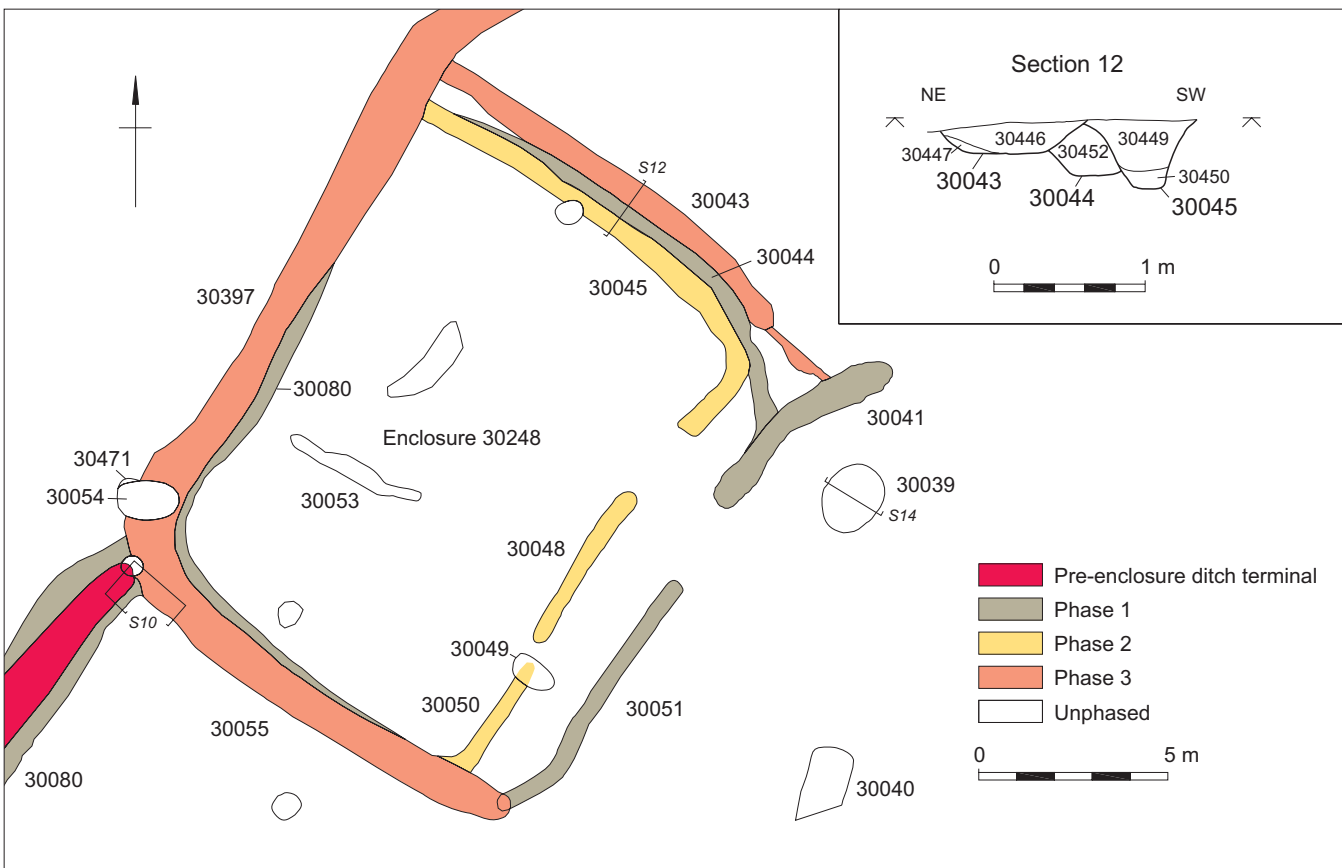 Section 12
NE SW
30446 30449
30447 30452
30450
30043
30044 30045
0 1 m
S12
30043
30044
30045
30397
30080
30041
Enclosure 30248
30471
30054
30053
30039
S14
30048
S10
30049
30050
30051
30055
30080
30040
Pre-enclosure ditch terminal
Phase 1
Phase 2
Phase 3
Unphased
0 5 m